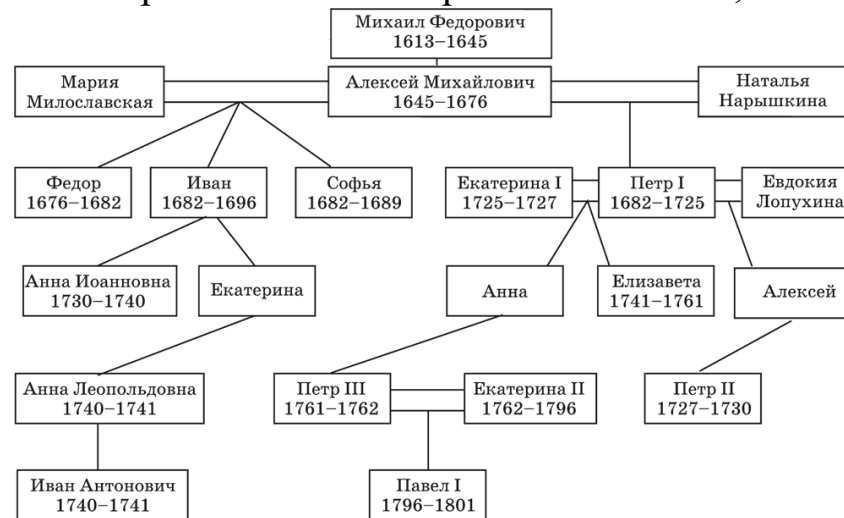 Михаил Федорович
1613–1645
Мария
Милославская
Алексей Михайлович
1645–1676
Наталья
Нарышкина
Федор
1676–1682
Иван
1682–1696
Софья
1682–1689
Екатерина I
1725–1727
Петр I
1682–1725
Евдокия
Лопухина
Анна Иоанновна
1730–1740
Екатерина
Анна
Елизавета
1741–1761
Алексей
Анна Леопольдовна
1740–1741
Петр III
1761–1762
Екатерина II
1762–1796
Петр II
1727–1730
Иван Антонович
1740–1741
Павел I
1796–1801